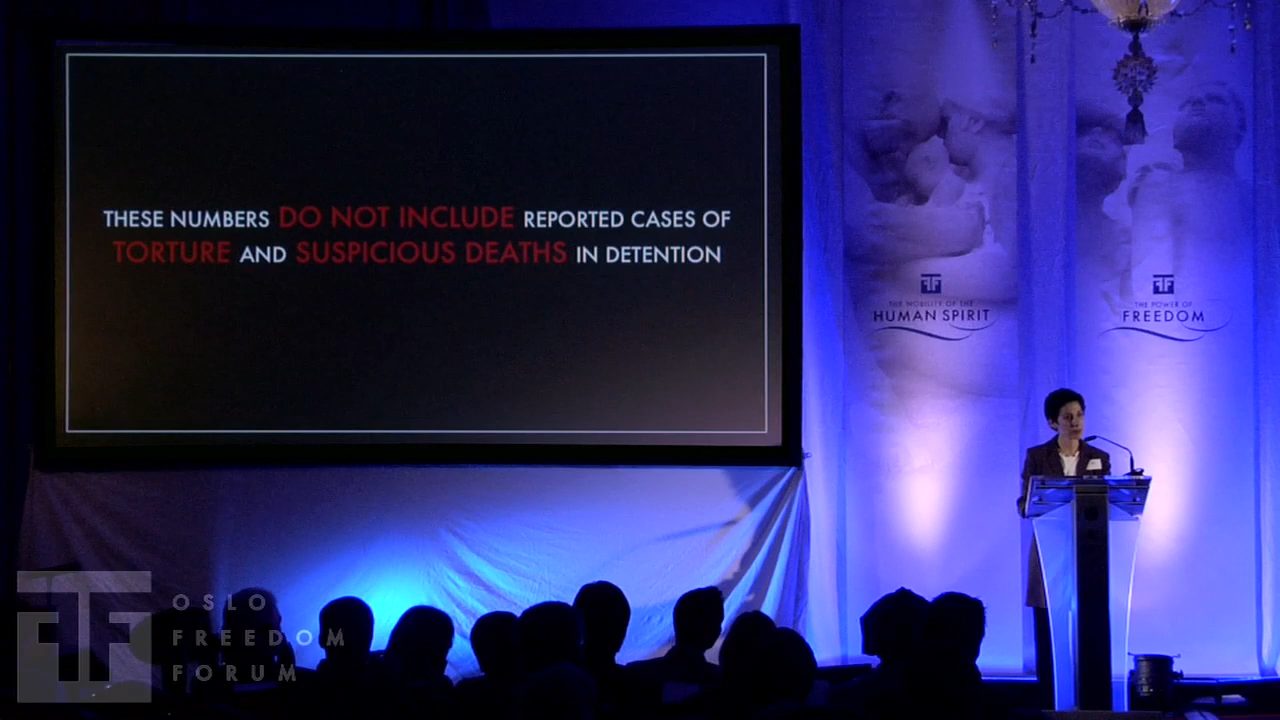 THESE NUMBERS DO NOT INCLUDE REPORTED CASES OF
TORTURE AND SUSPICIOUS DEATHS IN DETENTION
THE NOBILITY OF THE
HUMAN SPIRIT
THE POWER OF
FREEDOM
OSLO
FREEDOM
FORUM